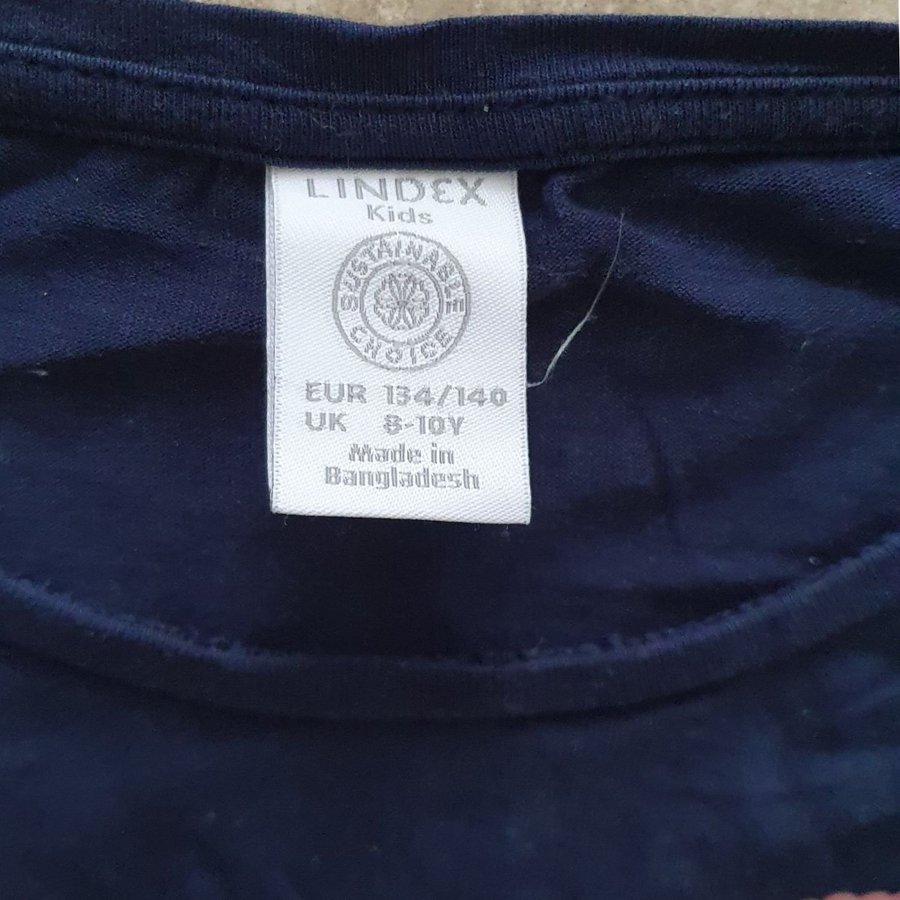 LINDEX
Kids
SUSTAINABLE
CHOICE
EUR 134/140
UK 8-10Y
Made in
Bangladesh